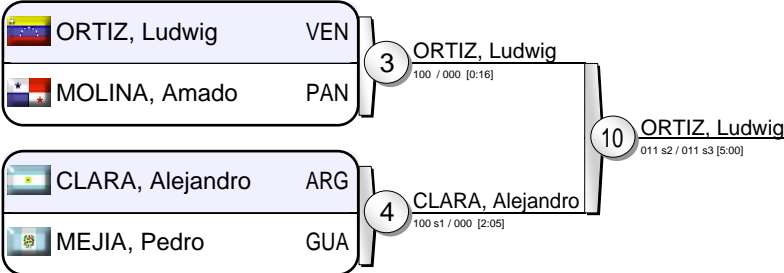 ORTIZ, Ludwig VEN
MOLINA, Amado PAN
3
ORTIZ, Ludwig
100 / 000 [0:16]
CLARA, Alejandro ARG
MEJIA, Pedro GUA
4
CLARA, Alejandro
100 s1 / 000 [2:05]
10
ORTIZ, Ludwig
011 s2 / 011 s3 [5:00]